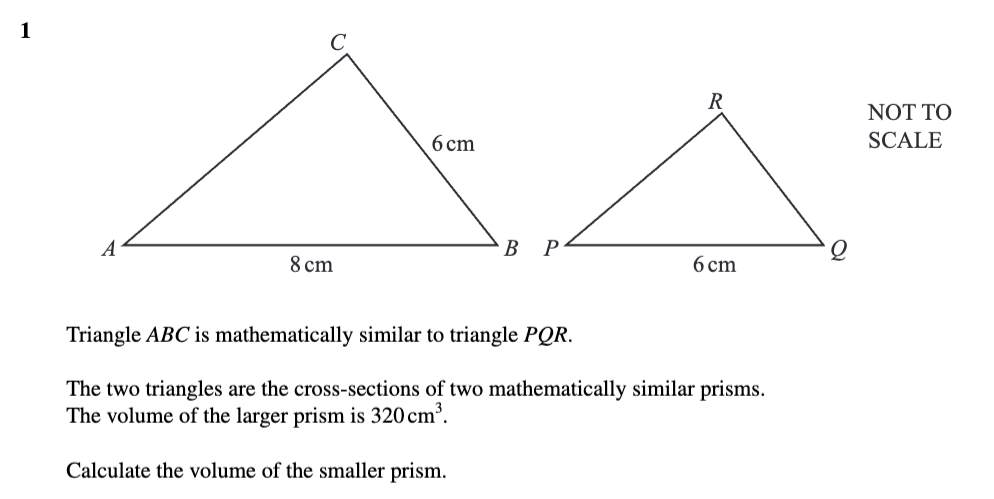 1
C
R
NOT TO
SCALE
6 cm
A
B
P
Q
8 cm
6 cm
Triangle ABC is mathematically similar to triangle PQR.
The two triangles are the cross-sections of two mathematically similar prisms.
The volume of the larger prism is 320 cm³.
Calculate the volume of the smaller prism.